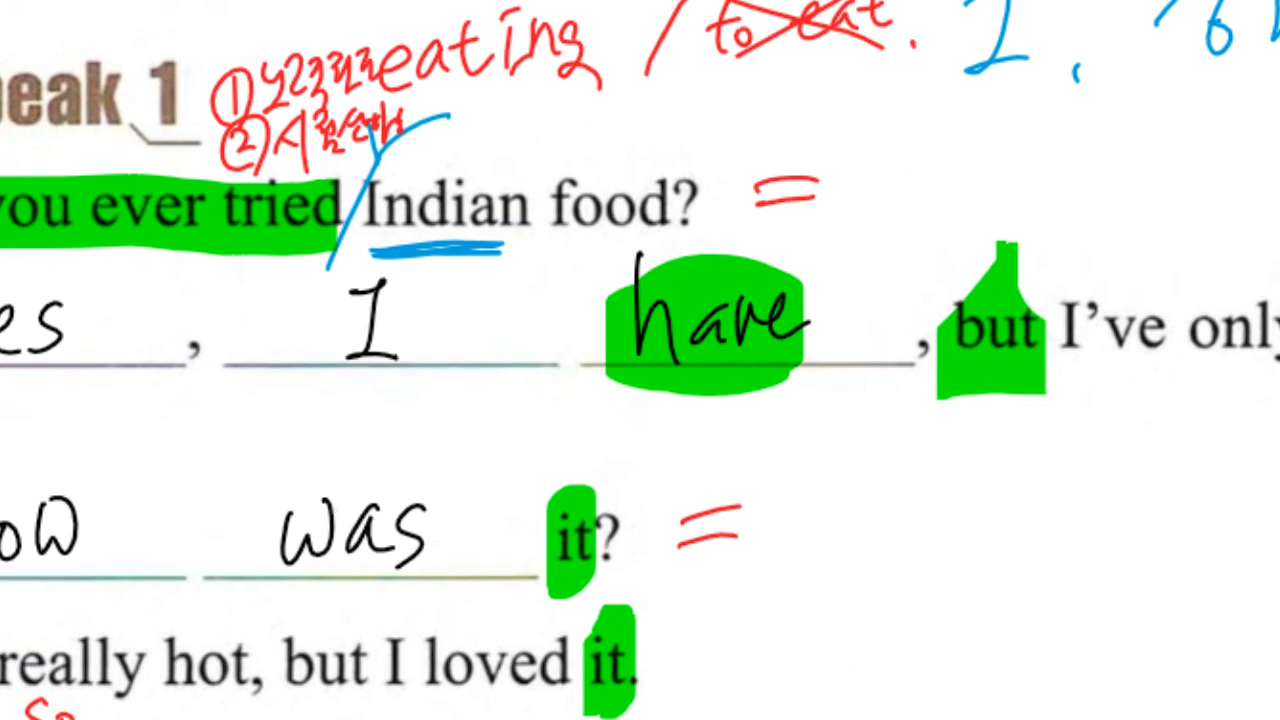 eating / to eat.
eak 1
you ever tried Indian food? =
es, I have, but I've only
ow was it? =
really hot, but I loved it.
so